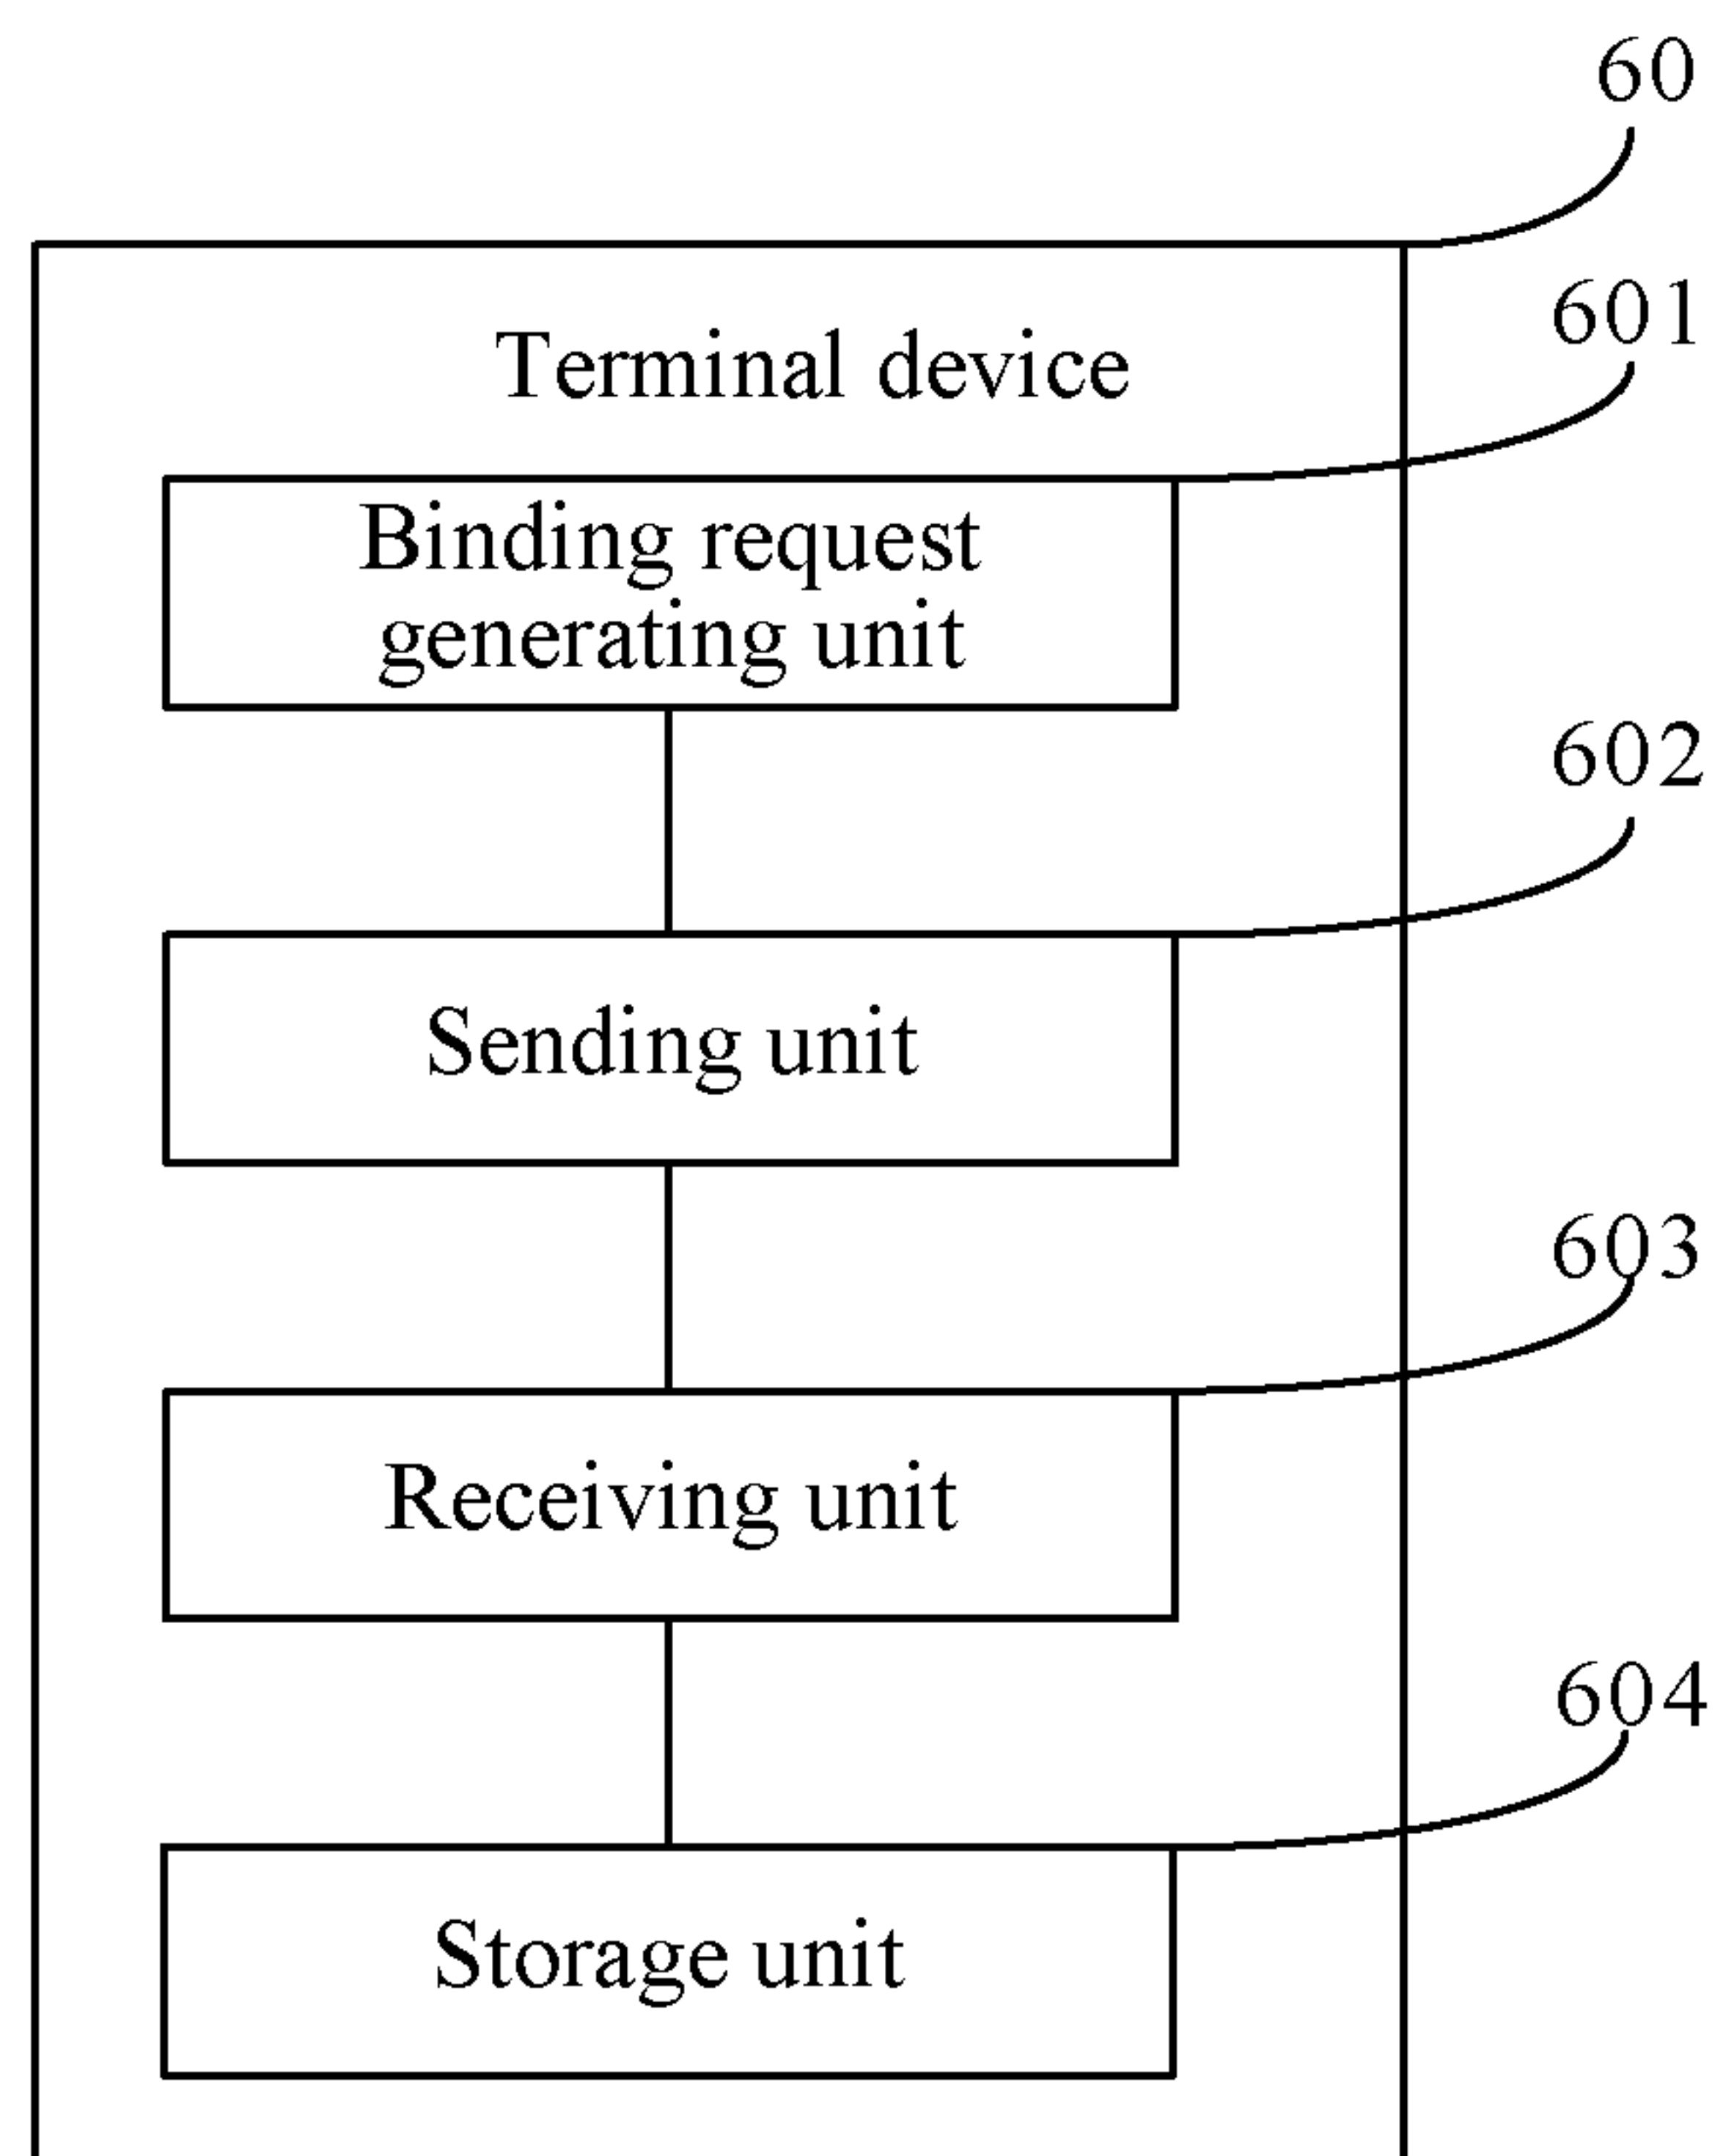 60
601
Terminal device
Binding request
generating unit
602
Sending unit
603
Receiving unit
604
Storage unit